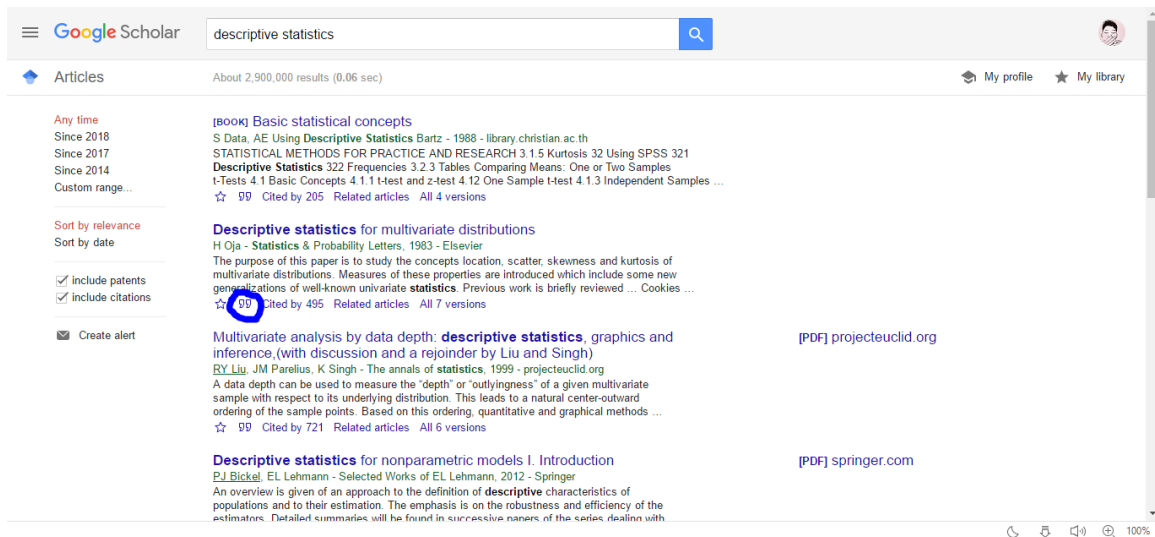 Google Scholar
descriptive statistics
Articles
About 2,900,000 results (0.06 sec)
My profile
My library
Any time
Since 2018
Since 2017
Since 2014
Custom range...
Sort by relevance
Sort by date
include patents
include citations
Create alert
[BOOK] Basic statistical concepts
S Data, AE Using Descriptive Statistics Bartz - 1988 - library.christian.ac.th
STATISTICAL METHODS FOR PRACTICE AND RESEARCH 3.1.5 Kurtosis 32 Using SPSS 321
Descriptive Statistics 322 Frequencies 3.2.3 Tables Comparing Means: One or Two Samples
t-Tests 4.1 Basic Concepts 4.1.1 t-test and z-test 4.12 One Sample t-test 4.1.3 Independent Samples ...
Cited by 205 Related articles All 4 versions
Descriptive statistics for multivariate distributions
H Oja - Statistics & Probability Letters, 1983 - Elsevier
The purpose of this paper is to study the concepts location, scatter, skewness and kurtosis of
multivariate distributions. Measures of these properties are introduced which include some new
generalizations of well-known univariate statistics. Previous work is briefly reviewed ... Cookies ...
Cited by 495 Related articles All 7 versions
Multivariate analysis by data depth: descriptive statistics, graphics and
inference,(with discussion and a rejoinder by Liu and Singh)
RY Liu, JM Parelius, K Singh - The annals of statistics, 1999 - projecteuclid.org
A data depth can be used to measure the "depth" or "outlyingness" of a given multivariate
sample with respect to its underlying distribution. This leads to a natural center-outward
ordering of the sample points. Based on this ordering, quantitative and graphical methods ...
Cited by 721 Related articles All 6 versions
[PDF] projecteuclid.org
Descriptive statistics for nonparametric models I. Introduction
PJ Bickel, EL Lehmann - Selected Works of EL Lehmann, 2012 - Springer
An overview is given of an approach to the definition of descriptive characteristics of
populations and to their estimation. The emphasis is on the robustness and efficiency of the
estimators. Detailed summaries will be found in successive papers of the series dealing with
[PDF] springer.com
100%